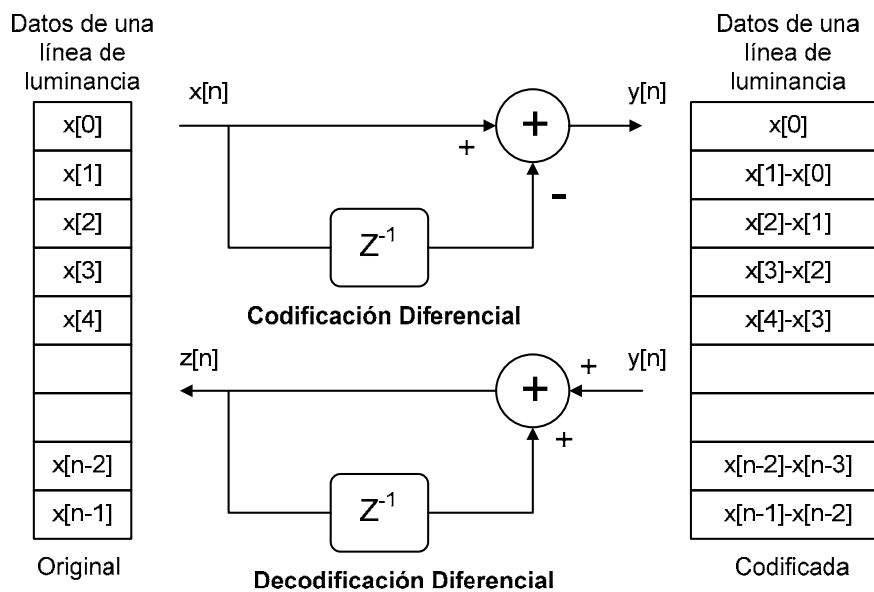 Datos de una
línea de
luminancia
x[0]
x[1]
x[2]
x[3]
x[4]
x[n-2]
x[n-1]
Original
x[n]
+
+
-
y[n]
Z-1
Codificación Diferencial
z[n]
+
+
+
y[n]
Z-1
Decodificación Diferencial
Datos de una
línea de
luminancia
x[0]
x[1]-x[0]
x[2]-x[1]
x[3]-x[2]
x[4]-x[3]
x[n-2]-x[n-3]
x[n-1]-x[n-2]
Codificada